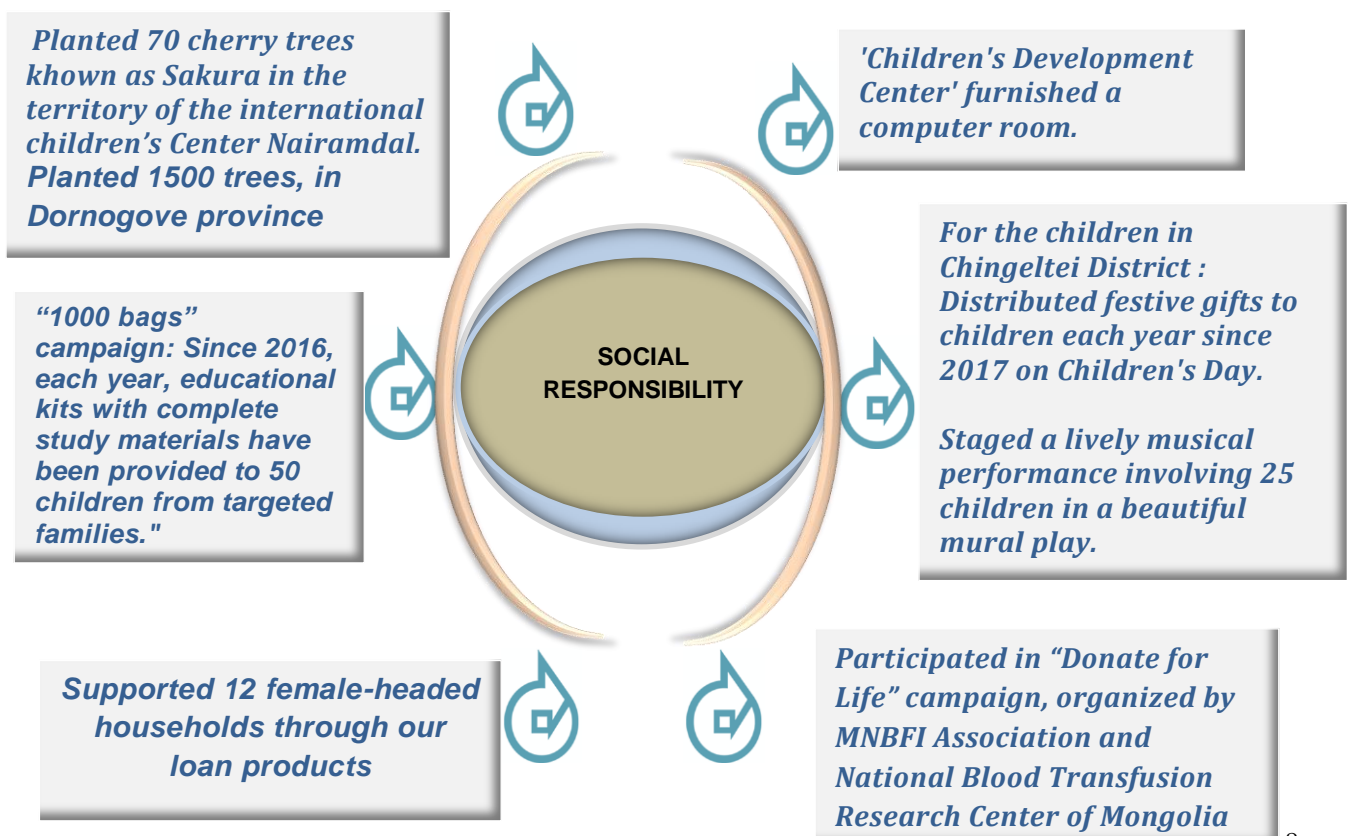 Planted 70 cherry trees
khown as Sakura in the
territory of the international
children’s Center Nairamdal.
Planted 1500 trees, in
Dornogove province
'Children's Development
Center' furnished a
computer room.
“1000 bags”
campaign: Since 2016,
each year, educational
kits with complete
study materials have
been provided to 50
children from targeted
families."
SOCIAL
RESPONSIBILITY
For the children in
Chingeltei District :
Distributed festive gifts to
children each year since
2017 on Children's Day.
Staged a lively musical
performance involving 25
children in a beautiful
mural play.
Supported 12 female-headed
households through our
loan products
Participated in “Donate for
Life” campaign, organized by
MNBFI Association and
National Blood Transfusion
Research Center of Mongolia